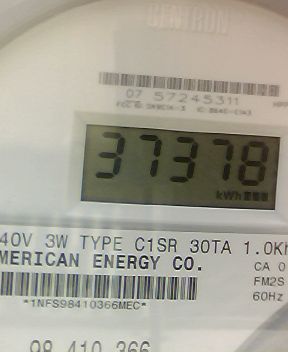 CENTRON
07 57245311
37378
kWh
40V 3W TYPE C1SR 30TA 1.0Kh
MERICAN ENERGY CO.
CA 0
FM2S
60Hz
*1NFS98410366MEC*
98 410 366